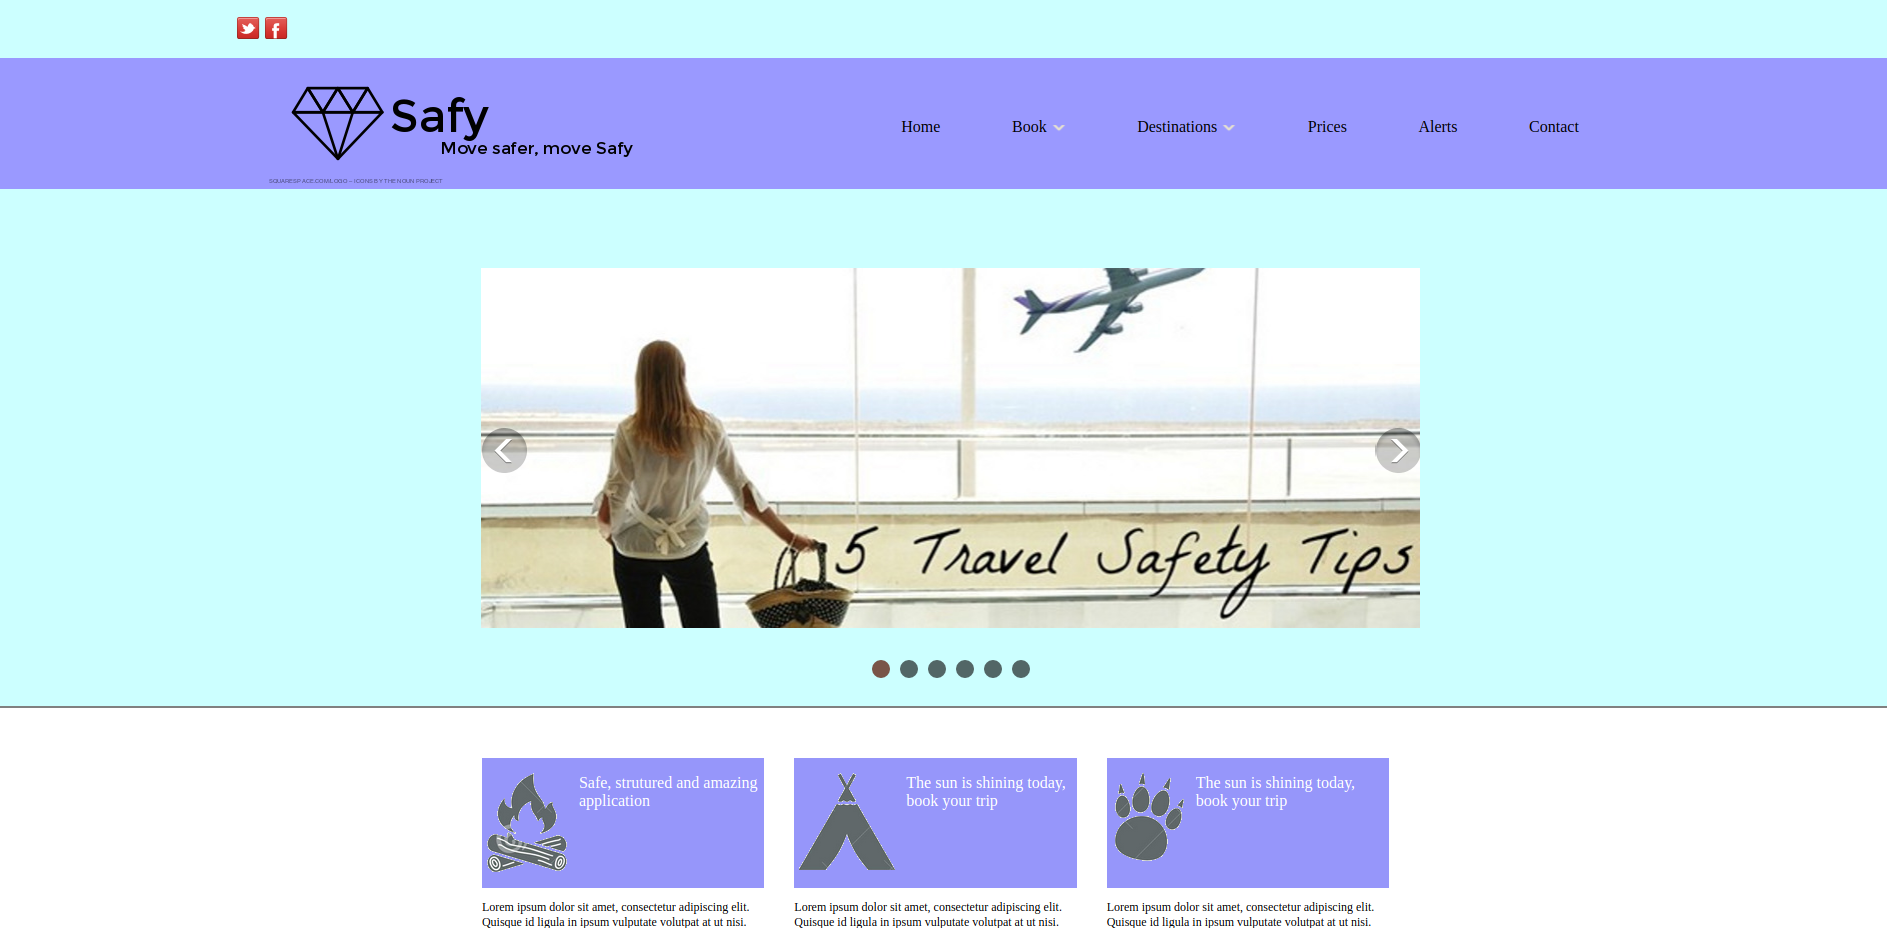 Safy
Move safer, move Safy
SQUARESPACE.COM/LOGO – ICONS BY THE NOUN PROJECT
Home Book Destinations Prices Alerts Contact
5 Travel Safety Tips
Safe, strutured and amazing
application
The sun is shining today,
book your trip
The sun is shining today,
book your trip
Lorem ipsum dolor sit amet, consectetur adipiscing elit.
Quisque id ligula in ipsum vulputate volutpat at ut nisi.
Lorem ipsum dolor sit amet, consectetur adipiscing elit.
Quisque id ligula in ipsum vulputate volutpat at ut nisi.
Lorem ipsum dolor sit amet, consectetur adipiscing elit.
Quisque id ligula in ipsum vulputate volutpat at ut nisi.